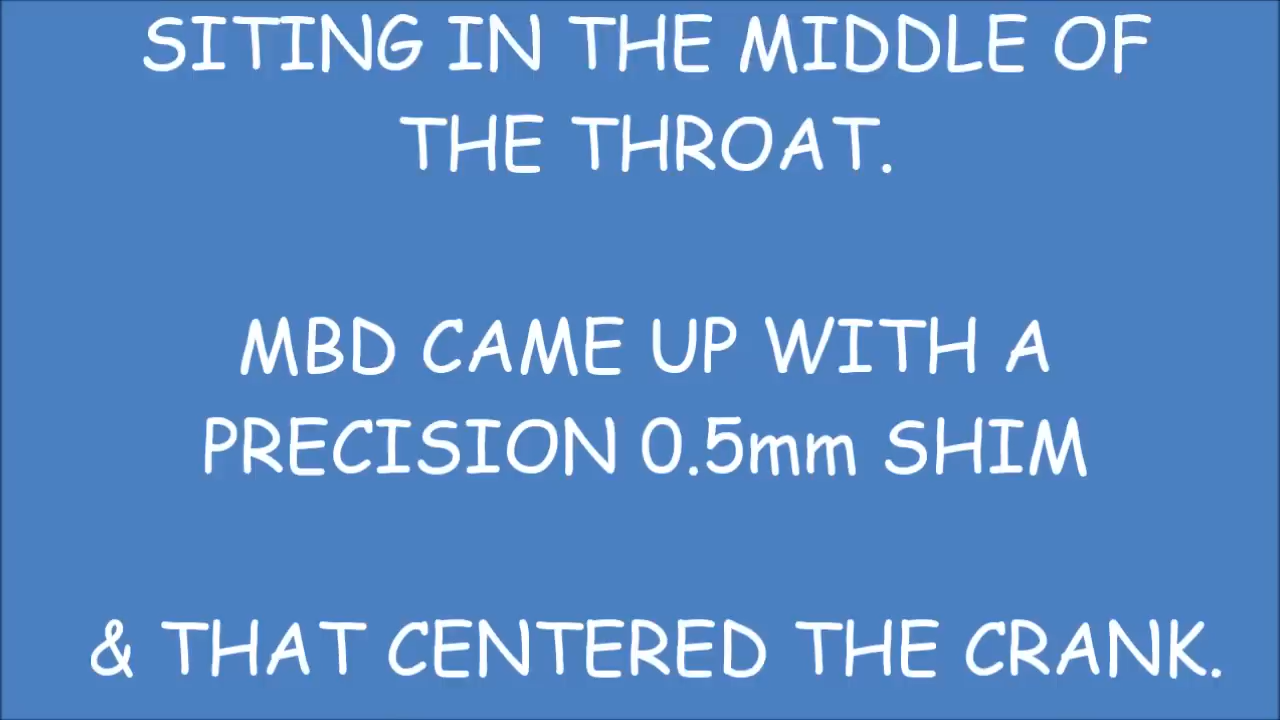 SITING IN THE MIDDLE OF
THE THROAT.
MBD CAME UP WITH A
PRECISION 0.5mm SHIM
& THAT CENTERED THE CRANK.